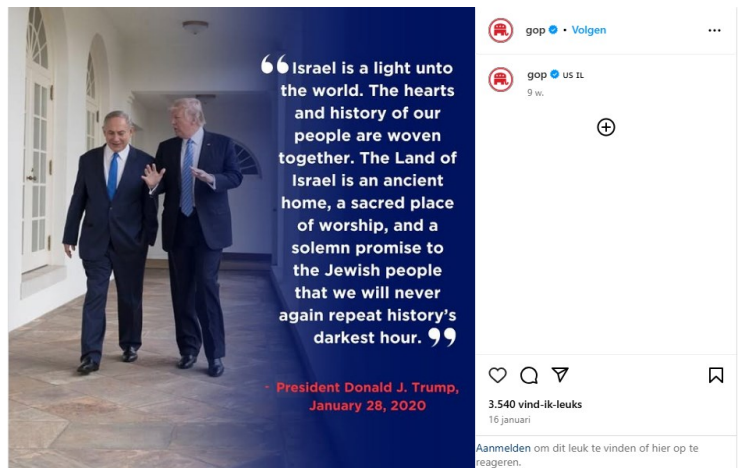 ❝ Israel is a light unto
the world. The hearts
and history of our
people are woven
together. The Land of
Israel is an ancient
home, a sacred place
of worship, and a
solemn promise to
the Jewish people
that we will never
again repeat history's
darkest hour. ❞
- President Donald J. Trump,
January 28, 2020
gop • Volgen
gop US IL
9 w.
3.540 vind-ik-leuks
16 januari
Aanmelden om dit leuk te vinden of hier op te
reageren.